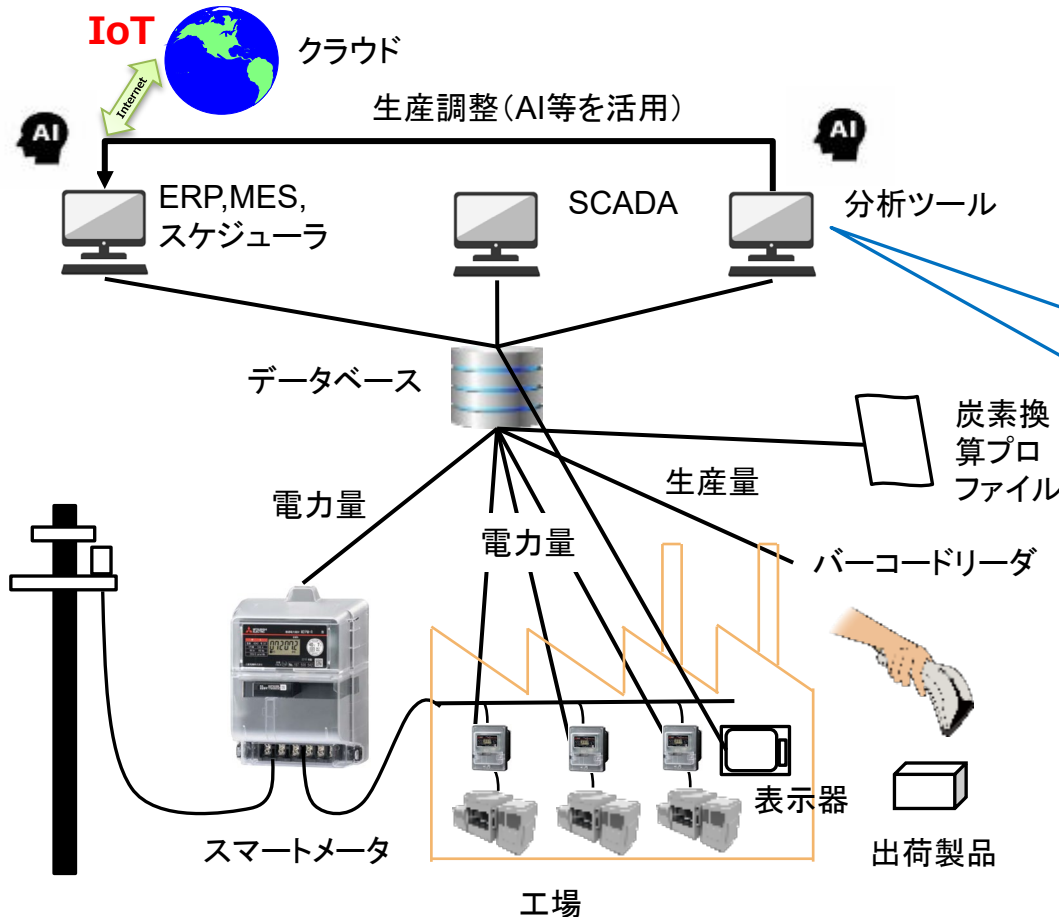 IoT
クラウド
Internet
生産調整（AI等を活用）
AI
AI
ERP,MES,
スケジューラ
SCADA
分析ツール
データベース
炭素換
算プロ
ファイル
生産量
電力量
電力量
バーコードリーダ
表示器
スマートメータ
出荷製品
工場